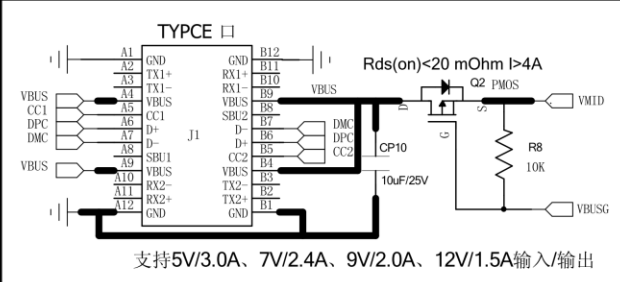 TYPCE 口
A1 GND
A2 TX1+
A3 TX1-
VBUS A4 VBUS
CC1 A5 CC1
DPC A6 D+
DMC A7 D-
A8 SBU1
VBUS A9 VBUS
A10 RX2-
A11 RX2+
A12 GND
J1
GND B12
RX1+ B11
RX1- B10
VBUS B9 VBUS
SBU2 B8
D- B7 DMC
D+ B6 DPC
CC2 B5 CC2
VBUS B4
TX2- B3
TX2+ B2
GND B1
CP10
10uF/25V
Rds(on)<20 mOhm I>4A
Q2 PMOS
D
S
G
VMID
R8
10K
VBUSG
支持5V/3.0A、7V/2.4A、9V/2.0A、12V/1.5A输入/输出